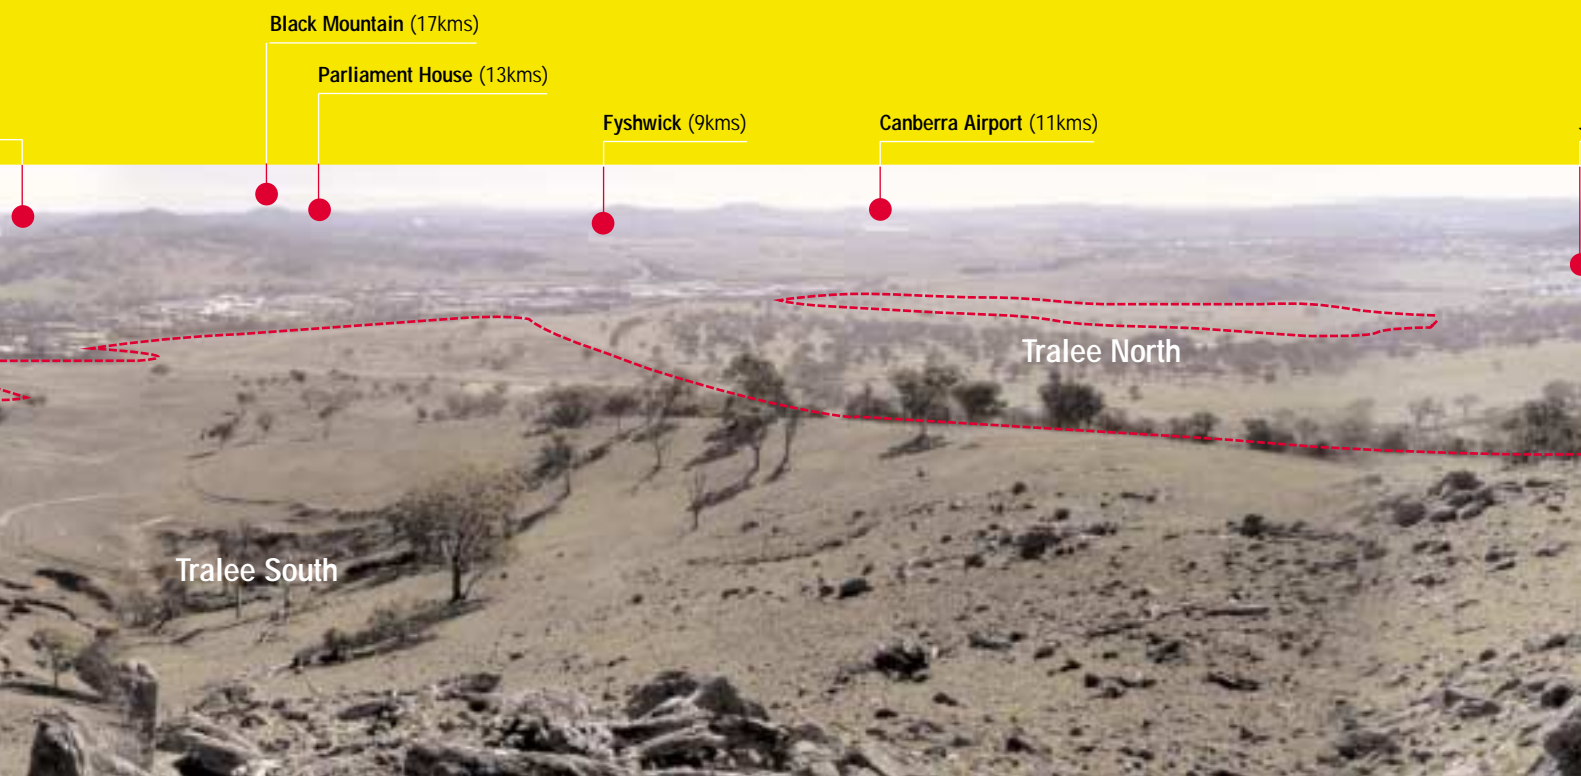 Black Mountain (17kms)
Parliament House (13kms)
Fyshwick (9kms)
Canberra Airport (11kms)
Tralee North
Tralee South